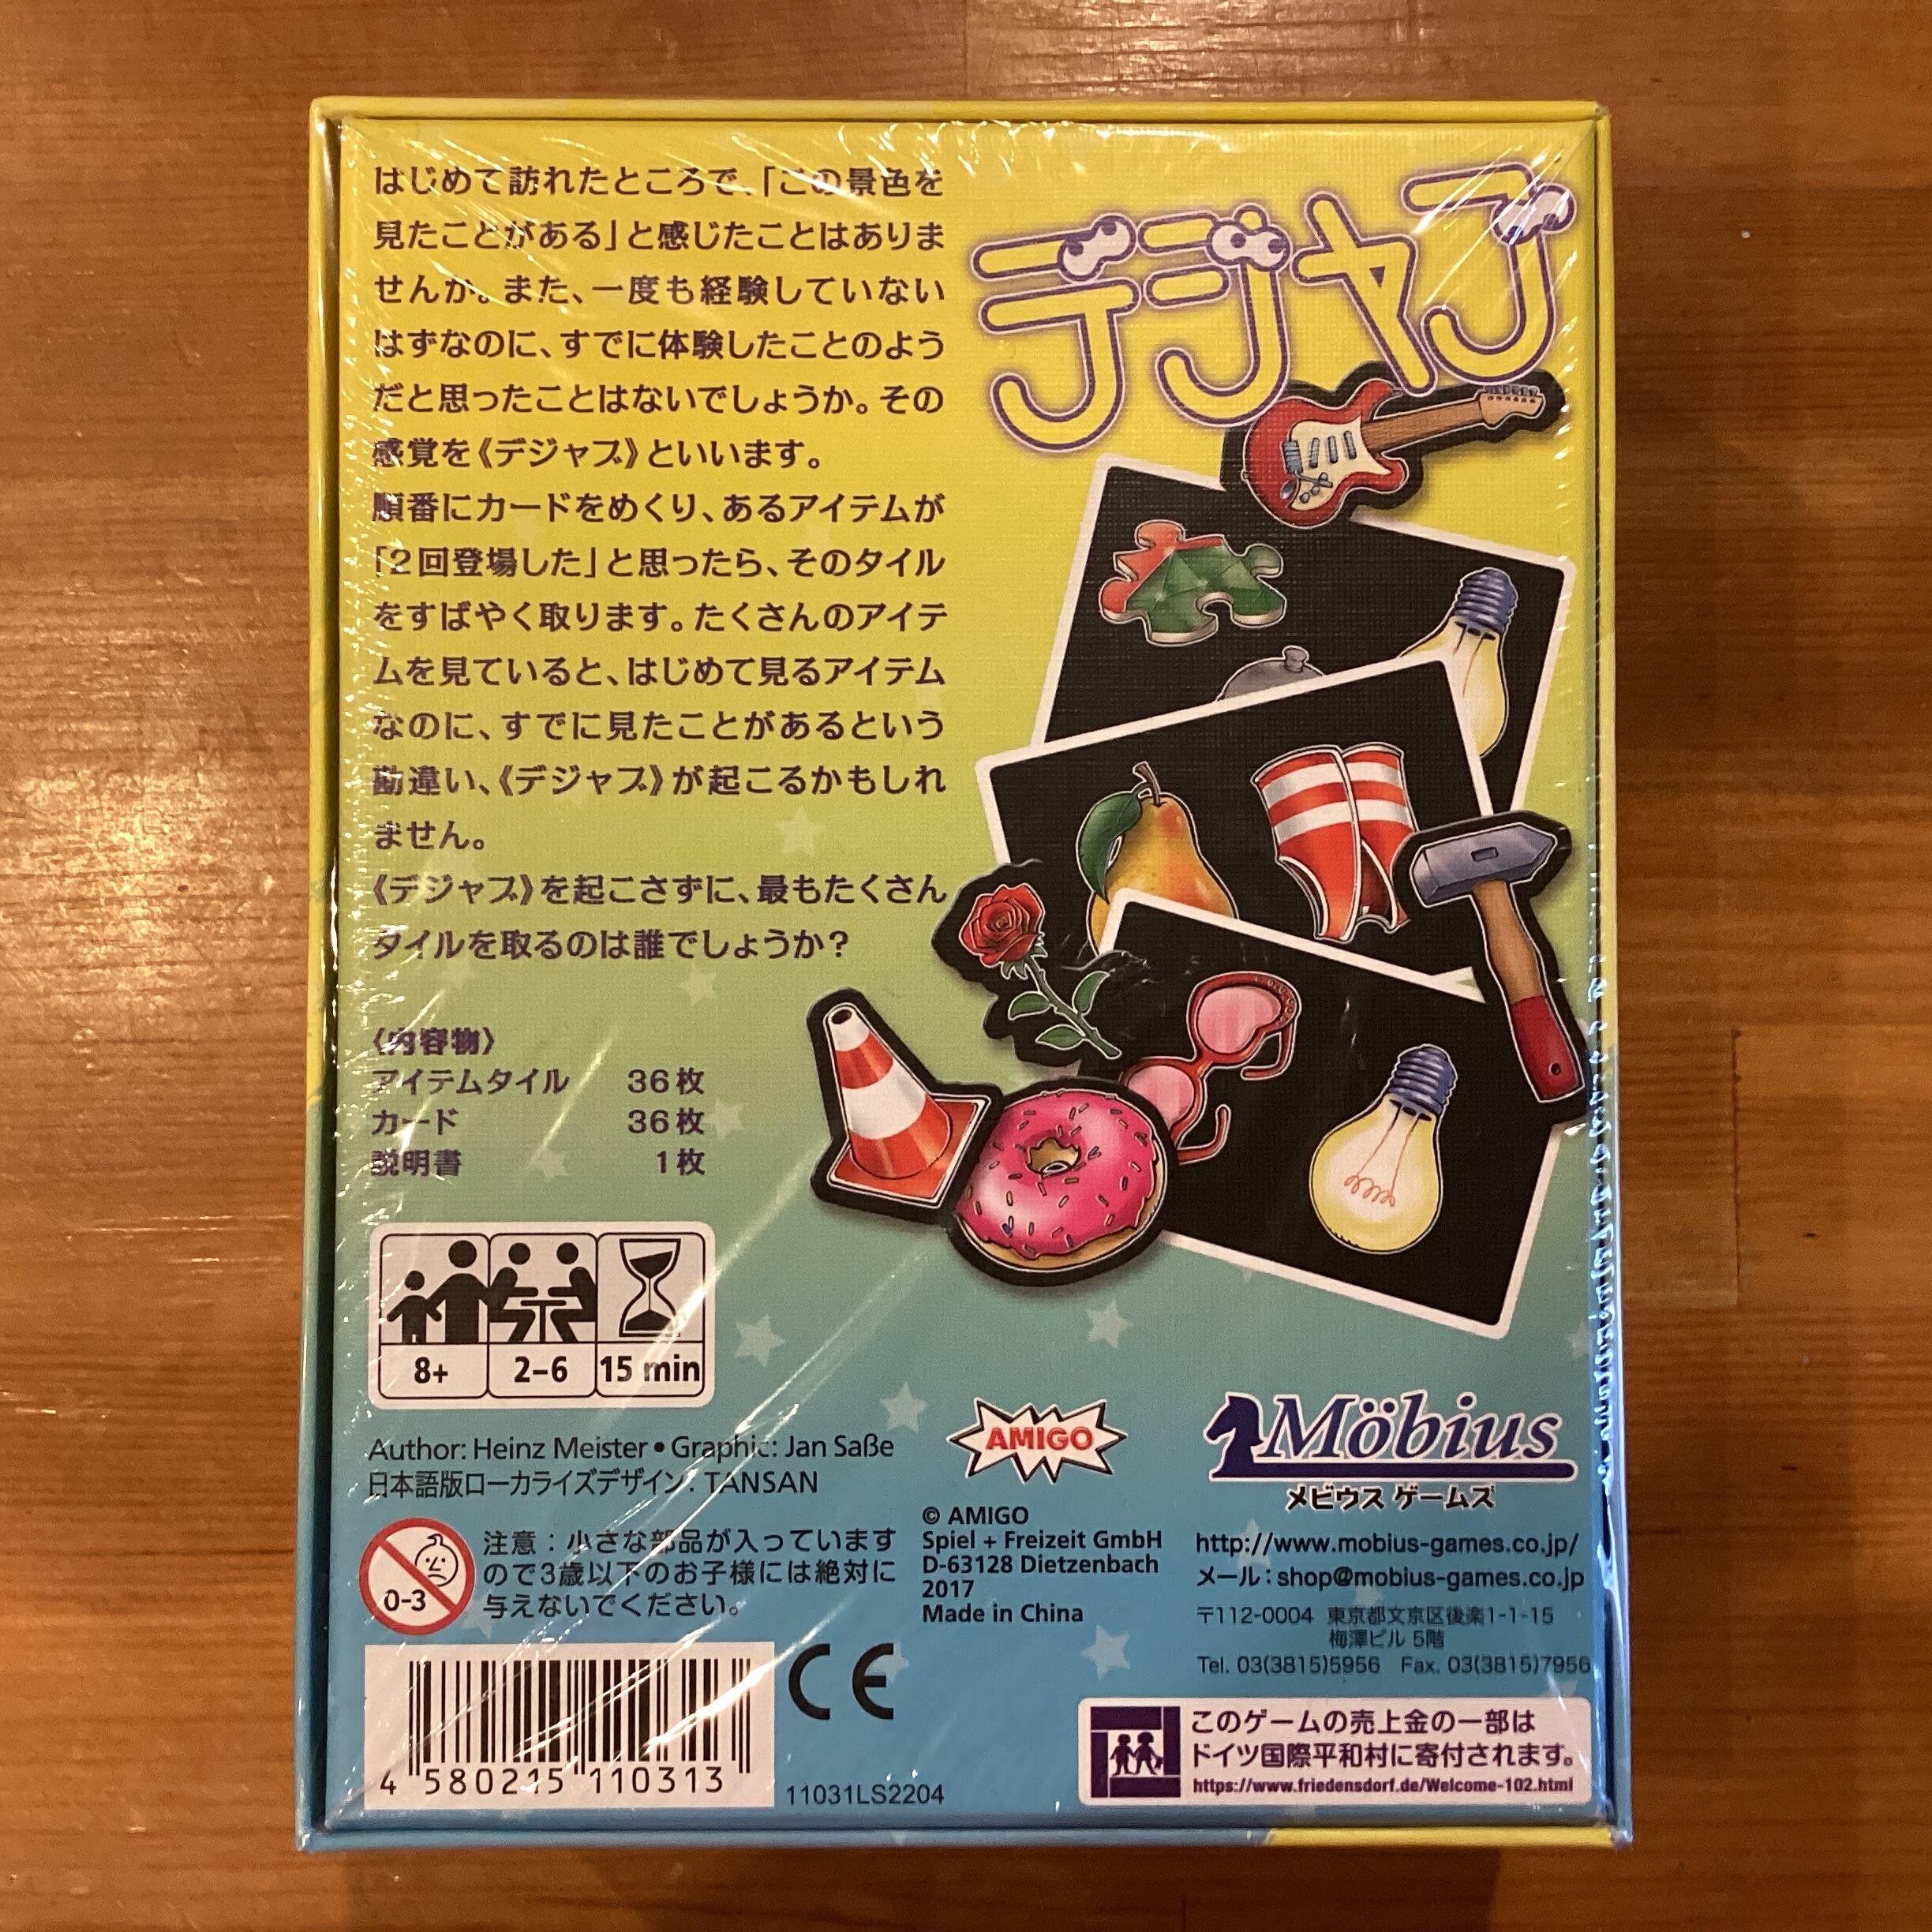 はじめて訪れたところで、「この景色を
見たことがある」と感じたことはありま
せんか。また、一度も経験していない
はずなのに、すでに体験したことのよう
だと思ったことはないでしょうか。その
感覚を《デジャブ》といいます。
順番にカードをめくり、あるアイテムが
「2回登場した」と思ったら、そのタイル
をすばやく取ります。たくさんのアイテ
ムを見ていると、はじめて見るアイテム
なのに、すでに見たことがあるという
勘違い、《デジャブ》が起こるかもしれ
ません。
《デジャブ》を起こさずに、最もたくさん
タイルを取るのは誰でしょうか?
デジャブ
〈内容物〉
アイテムタイル 36枚
カード 36枚
説明書 1枚
8+ 2–6 15 min
Author: Heinz Meister • Graphic: Jan Saße
日本語版ローカライズデザイン: TANSAN
注意:小さな部品が入っています
ので3歳以下のお子様には絶対に
与えないでください。
0-3
AMIGO
© AMIGO
Spiel + Freizeit GmbH
D-63128 Dietzenbach
2017
Made in China
Möbius
メビウス ゲームズ
http://www.mobius-games.co.jp/
メール:shop@mobius-games.co.jp
〒112-0004 東京都文京区後楽1-1-15
梅澤ビル 5階
Tel. 03(3815)5956 Fax. 03(3815)7956
4 580215 110313
CE
11031LS2204
このゲームの売上金の一部は
ドイツ国際平和村に寄付されます。
https://www.friedensdorf.de/Welcome-102.html